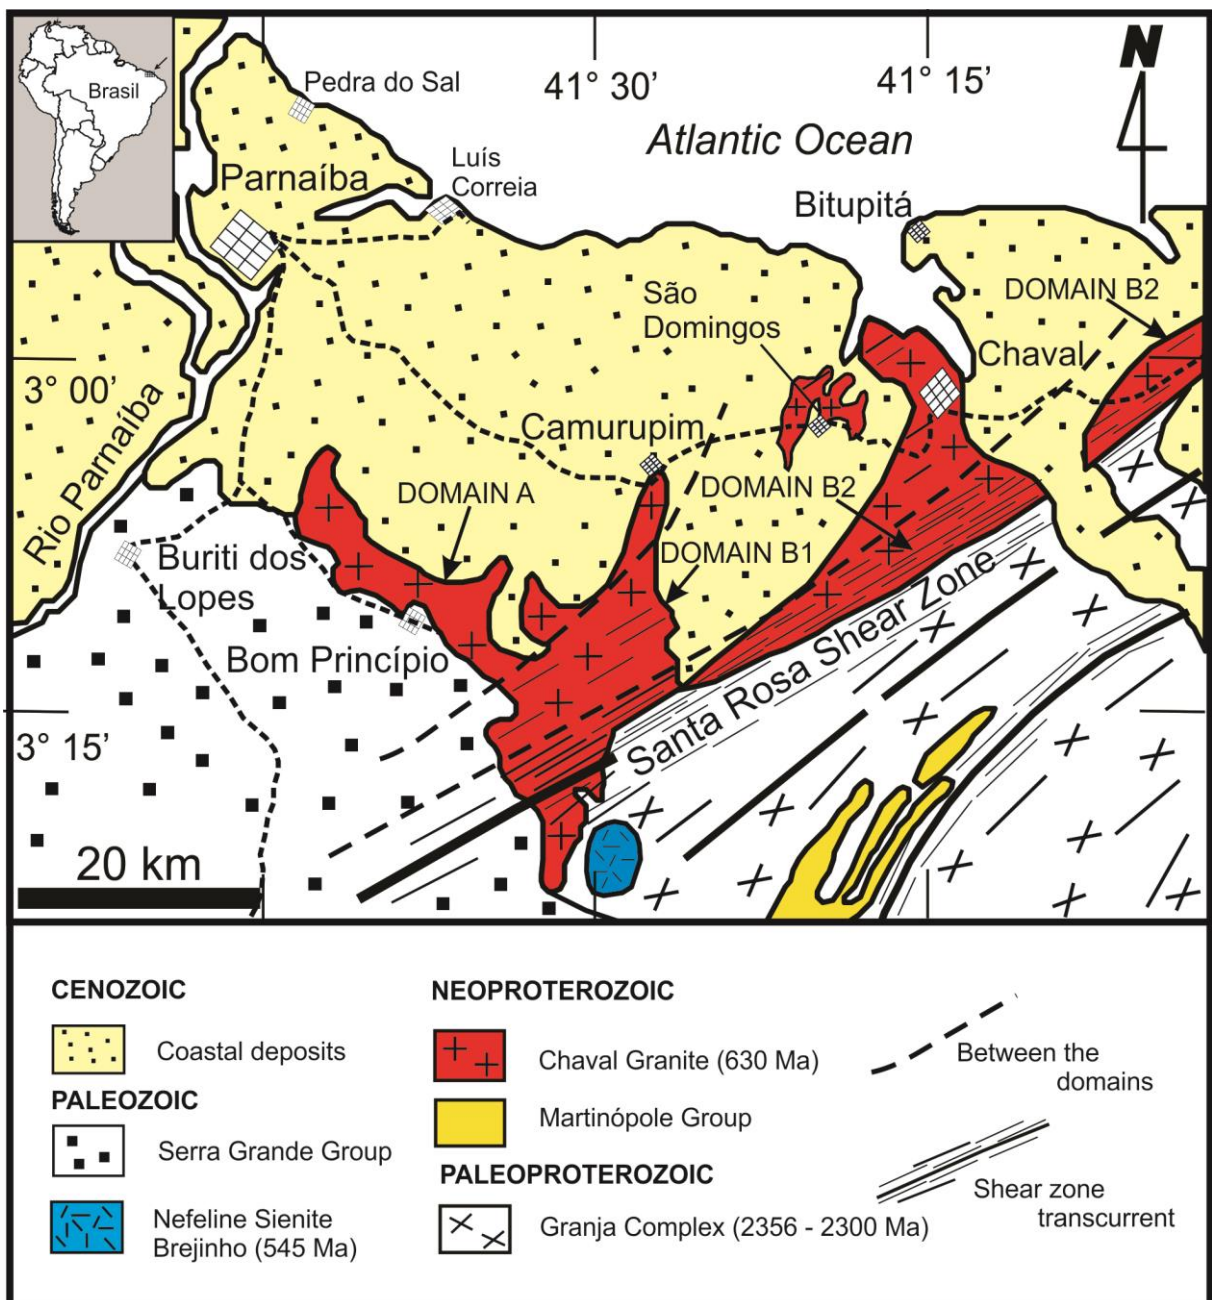 Brasil
Pedra do Sal
41° 30’
41° 15’
N
Atlantic Ocean
Parnaíba
Luís
Correia
Bitupitá
DOMAIN B2
São
Domingos
Chaval
3° 00’
Rio Parnaíba
Camurupim
DOMAIN A
DOMAIN B2
DOMAIN B1
Buriti dos
Lopes
Bom Princípio
Santa Rosa Shear Zone
3° 15’
20 km
CENOZOIC
Coastal deposits
PALEOZOIC
Serra Grande Group
Nefeline Sienite
Brejinho (545 Ma)
NEOPROTEROZOIC
Chaval Granite (630 Ma)
Martinópole Group
PALEOPROTEROZOIC
Granja Complex (2356 - 2300 Ma)
Between the
domains
Shear zone
transcurrent